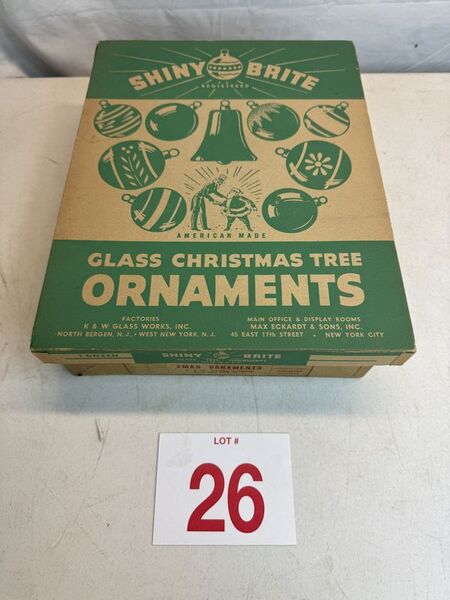 SHINY BRITE
REGISTERED
AMERICAN MADE
GLASS CHRISTMAS TREE
ORNAMENTS
FACTORIES
K & W GLASS WORKS, INC.
NORTH BERGEN, N. J. • WEST NEW YORK, N. J.
MAIN OFFICE & DISPLAY ROOMS
MAX ECKARDT & SONS, INC.
45 EAST 17th STREET • NEW YORK CITY
SHINY BRITE
XMAS ORNAMENTS
LOT #
26